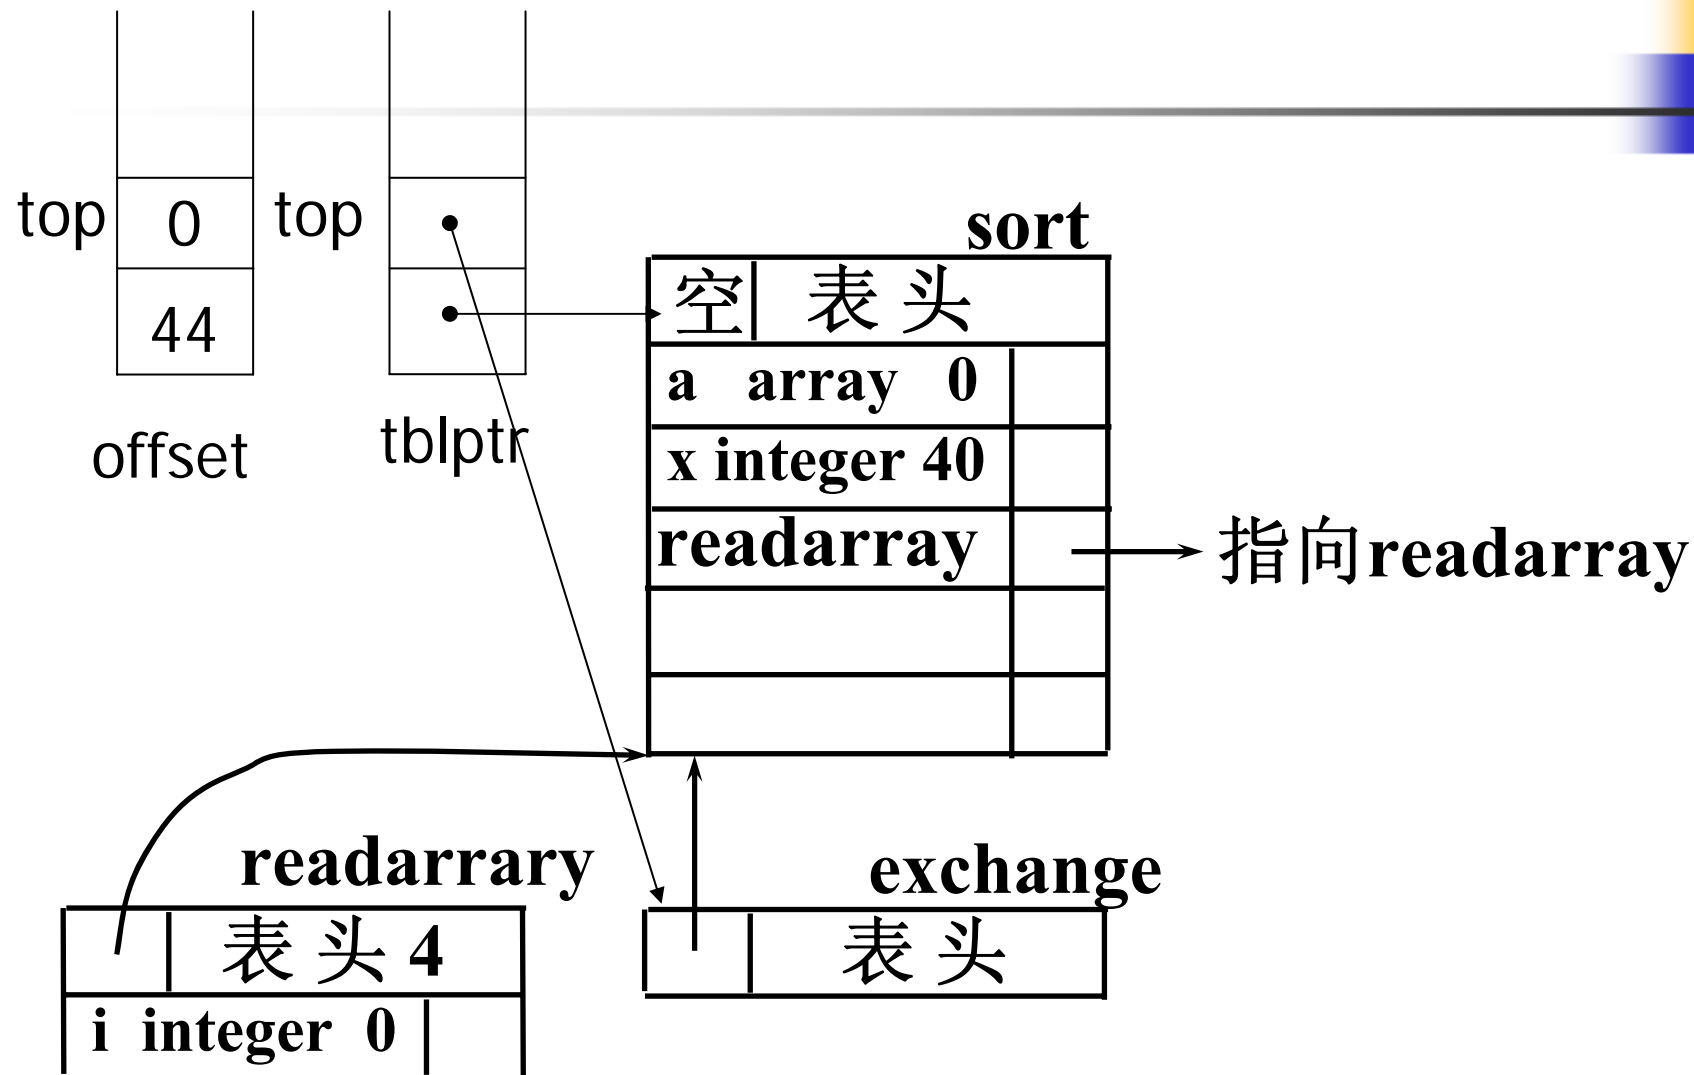 top 0 top
44
offset tblptr
sort
空 表 头
a array 0
x integer 40
readarray
指向readarray
readarrary
表 头 4
i integer 0
exchange
表 头